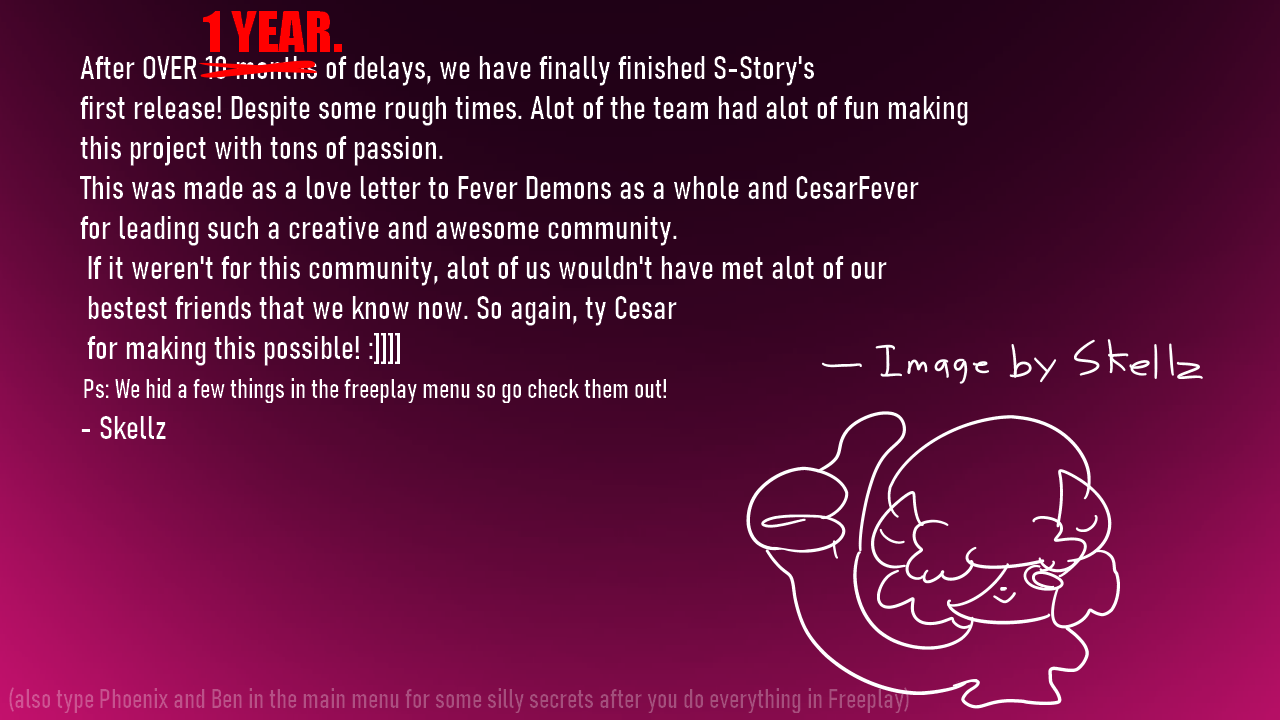 1 YEAR.
After OVER 10 months of delays, we have finally finished S-Story's
first release! Despite some rough times. Alot of the team had alot of fun making
this project with tons of passion.
This was made as a love letter to Fever Demons as a whole and CesarFever
for leading such a creative and awesome community.
If it weren't for this community, alot of us wouldn't have met alot of our
bestest friends that we know now. So again, ty Cesar
for making this possible! :]]]]
Ps: We hid a few things in the freeplay menu so go check them out!
- Skellz
— Image by Skellz
(also type Phoenix and Ben in the main menu for some silly secrets after you do everything in Freeplay)